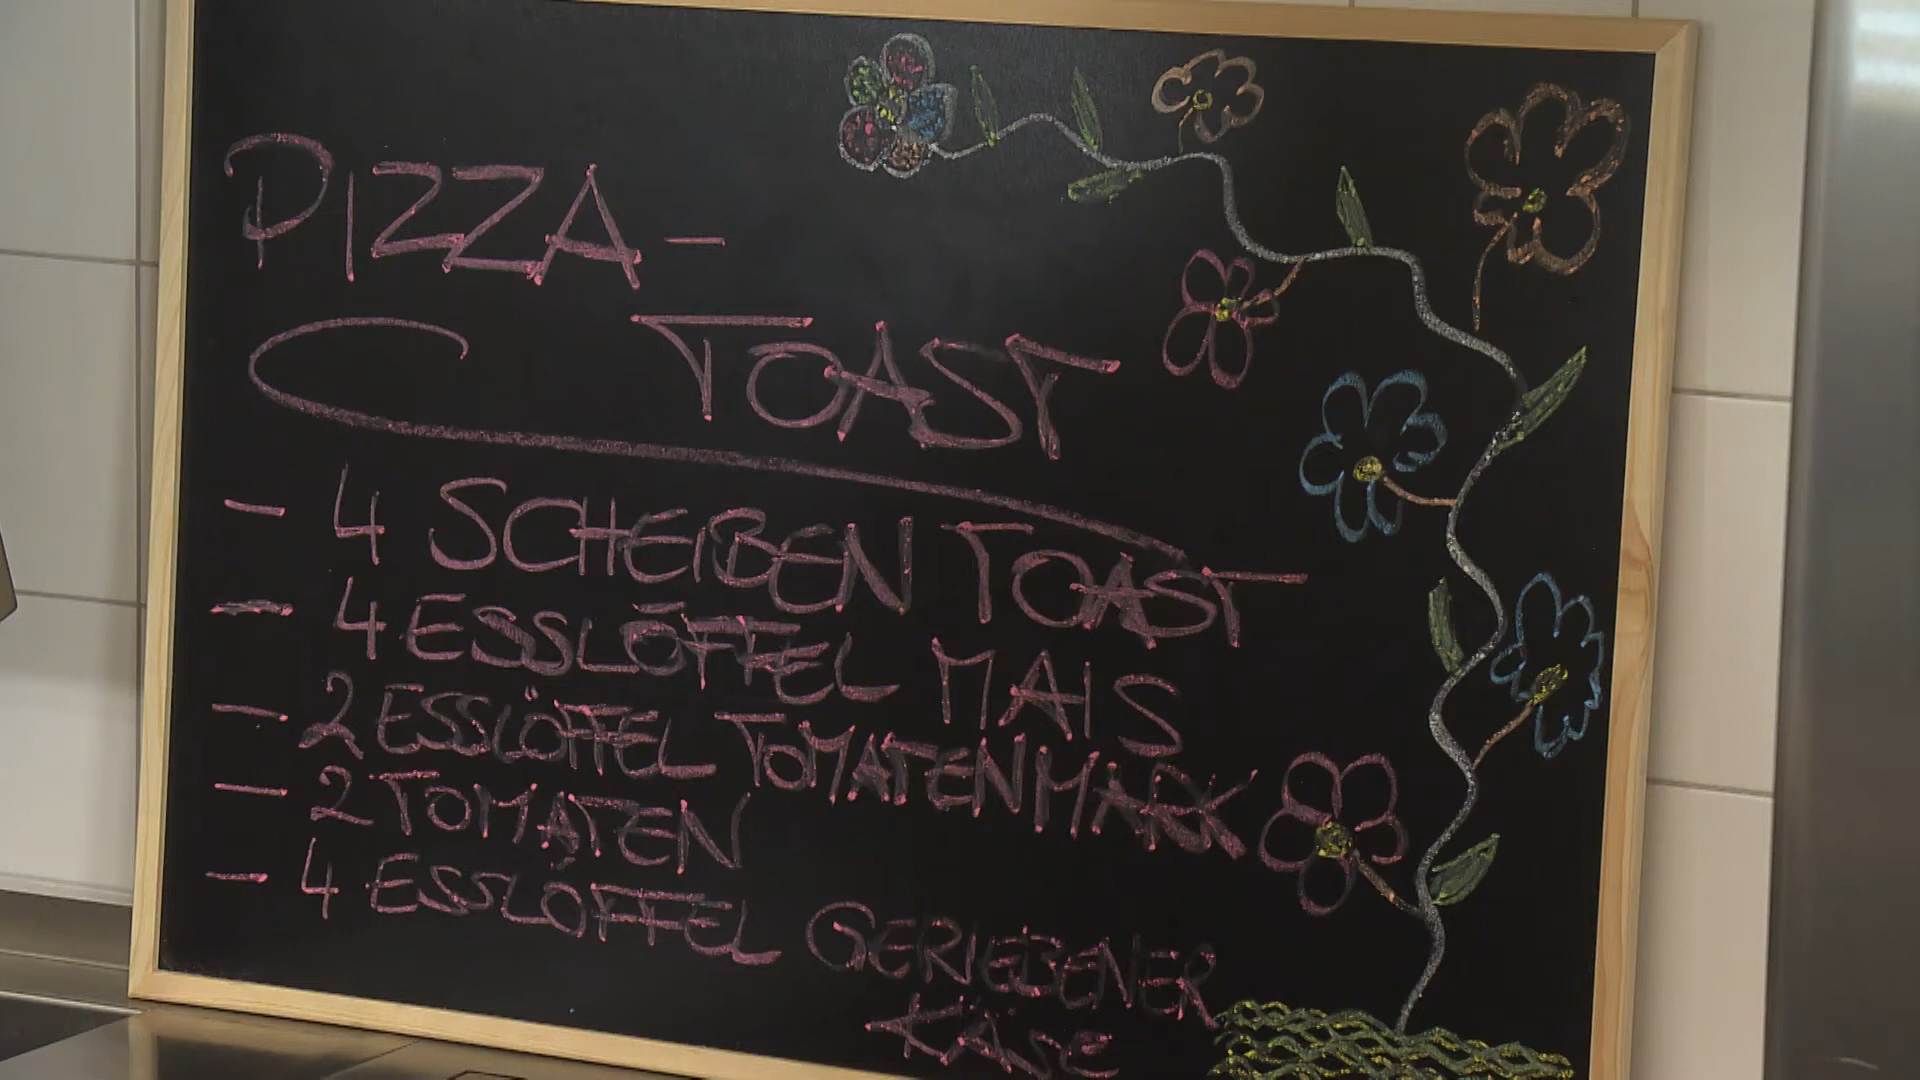 PIZZA-
TOAST
- 4 SCHEIBEN TOAST
- 4 ESSLÖFFEL MAIS
- 2 ESSLÖFFEL TOMATENMARK
- 2 TOMATEN
- 4 ESSLÖFFEL GERIEBENER
KÄSE